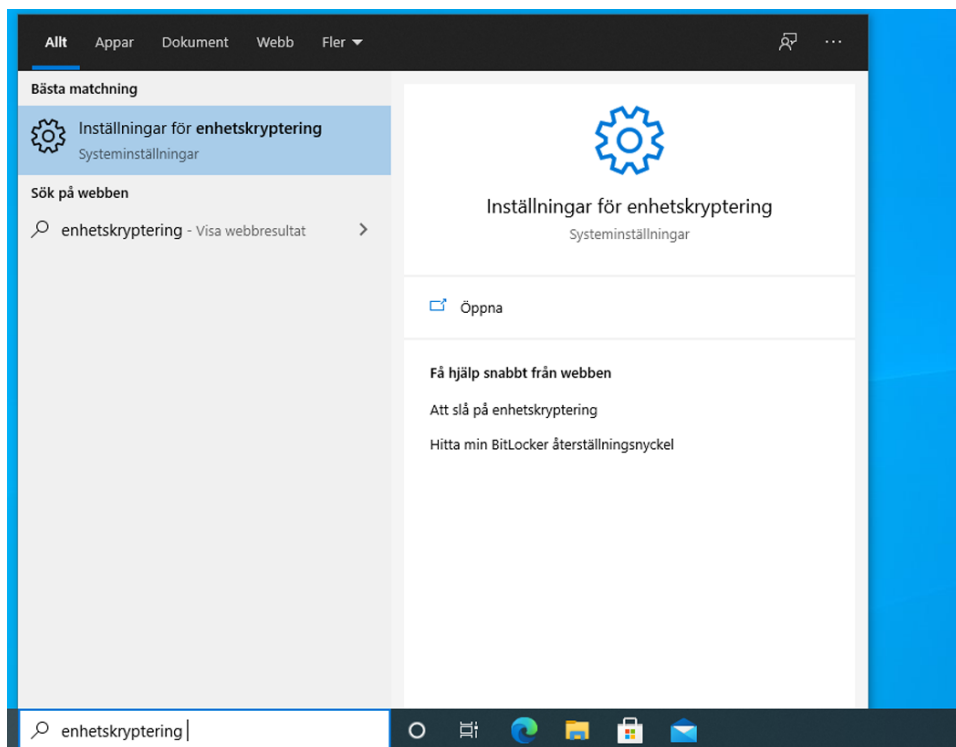 Allt Appar Dokument Webb Fler
Bästa matchning
Inställningar för enhetskryptering
Systeminställningar
Sök på webben
enhetskryptering - Visa webbresultat
Inställningar för enhetskryptering
Systeminställningar
Öppna
Få hjälp snabbt från webben
Att slå på enhetskryptering
Hitta min BitLocker återställningsnyckel
enhetskryptering